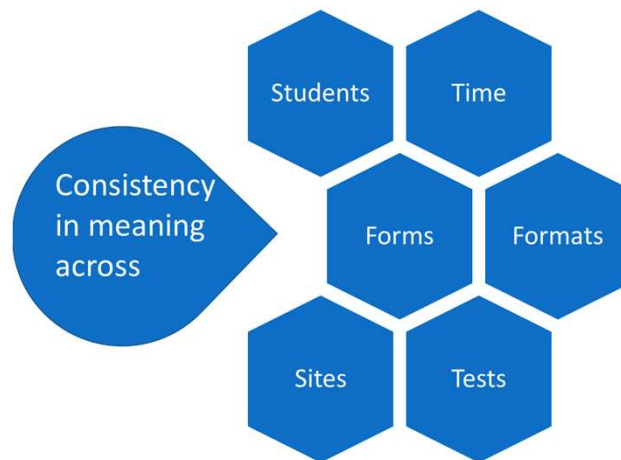 Consistency
in meaning
across
Students
Time
Forms
Formats
Sites
Tests